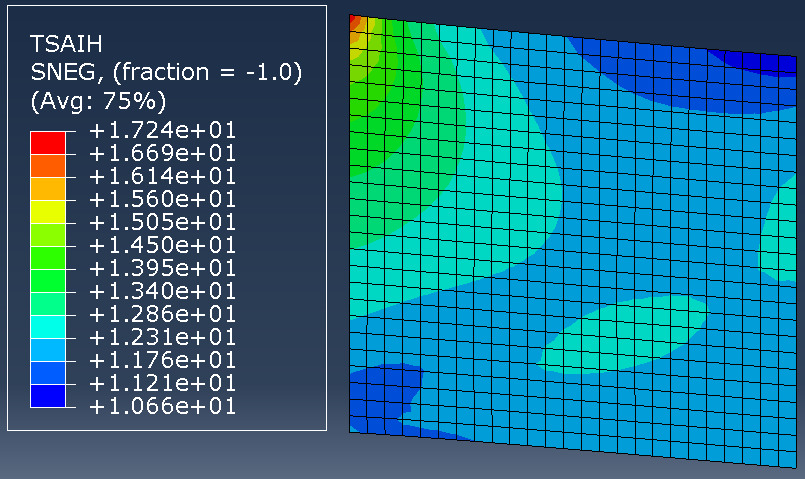 TSAIH
SNEG, (fraction = -1.0)
(Avg: 75%)
+1.724e+01
+1.669e+01
+1.614e+01
+1.560e+01
+1.505e+01
+1.450e+01
+1.395e+01
+1.340e+01
+1.286e+01
+1.231e+01
+1.176e+01
+1.121e+01
+1.066e+01